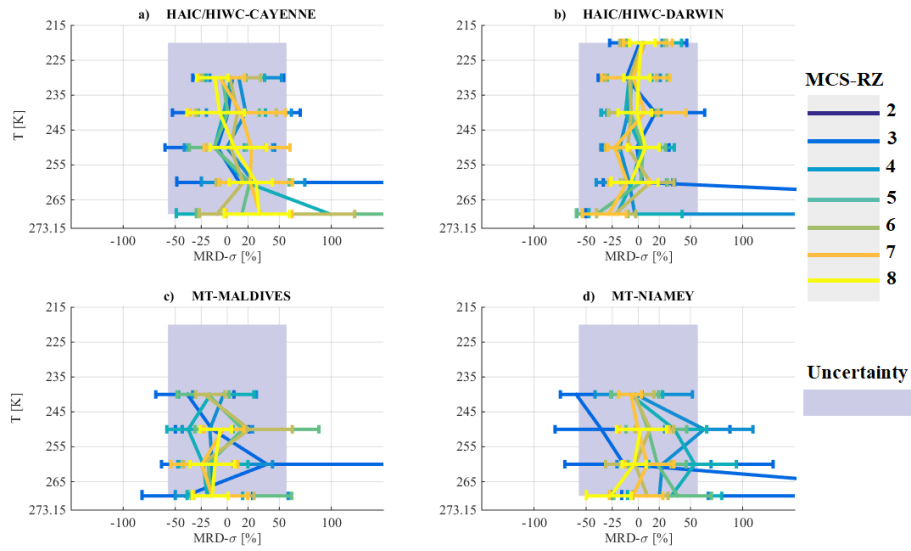 a) HAIC/HIWC-CAYENNE
215
225
235
245
255
265
273.15
T [K]
-100 -50 -25 0 20 50 100
MRD-σ [%]
b) HAIC/HIWC-DARWIN
215
225
235
245
255
265
273.15
-100 -50 -25 0 20 50 100
MRD-σ [%]
MCS-RZ
2
3
4
5
6
7
8
c) MT-MALDIVES
215
225
235
245
255
265
273.15
T [K]
-100 -50 -25 0 20 50 100
MRD-σ [%]
d) MT-NIAMEY
215
225
235
245
255
265
273.15
-100 -50 -25 0 20 50 100
MRD-σ [%]
Uncertainty